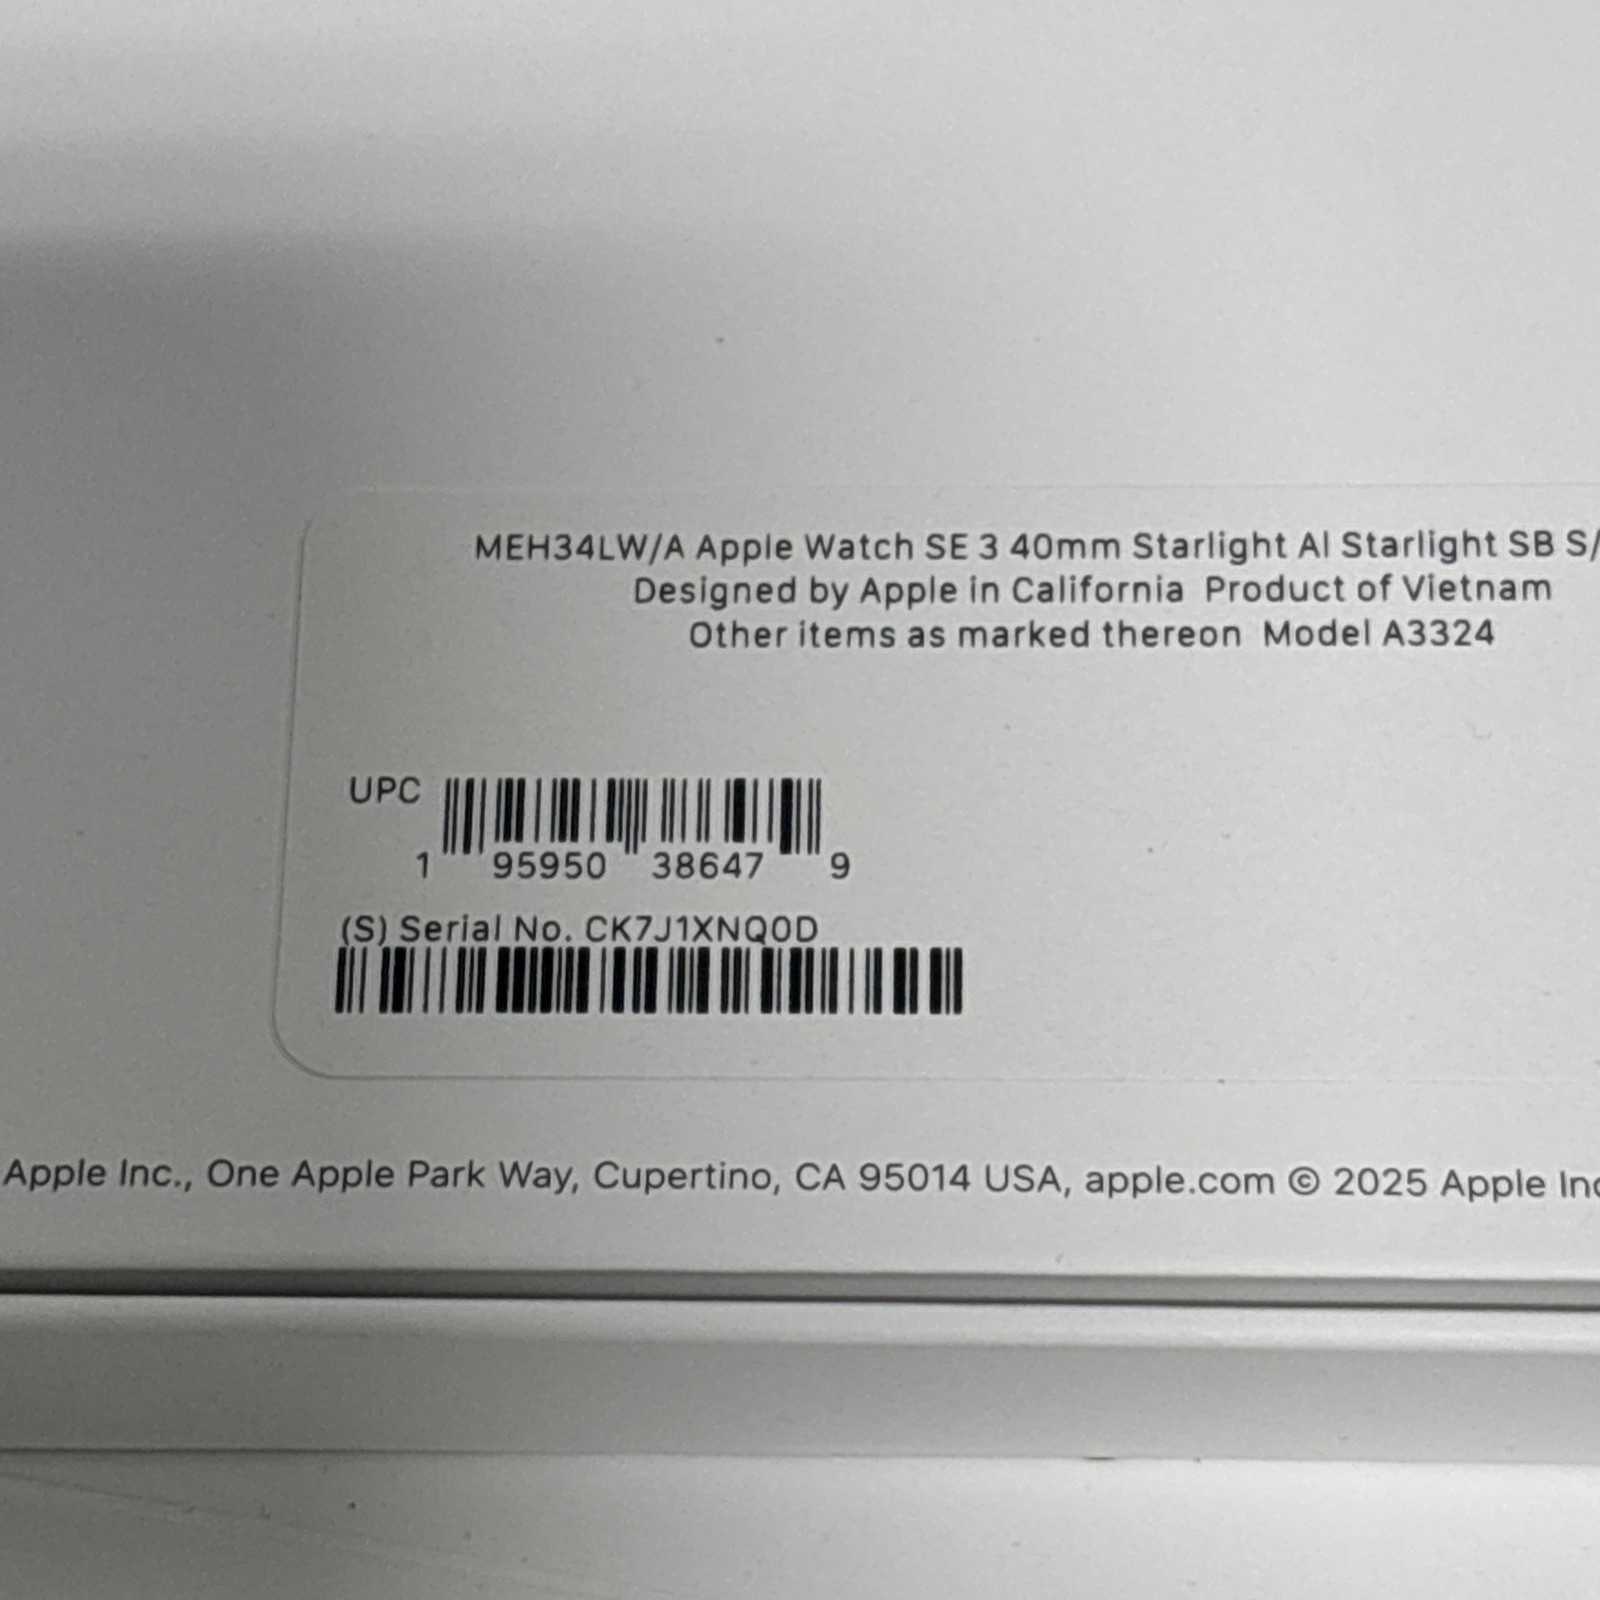 MEH34LW/A Apple Watch SE 3 40mm Starlight Al Starlight SB S/
Designed by Apple in California Product of Vietnam
Other items as marked thereon Model A3324
UPC
1 95950 38647 9
(S) Serial No. CK7J1XNQ0D
Apple Inc., One Apple Park Way, Cupertino, CA 95014 USA, apple.com © 2025 Apple Inc